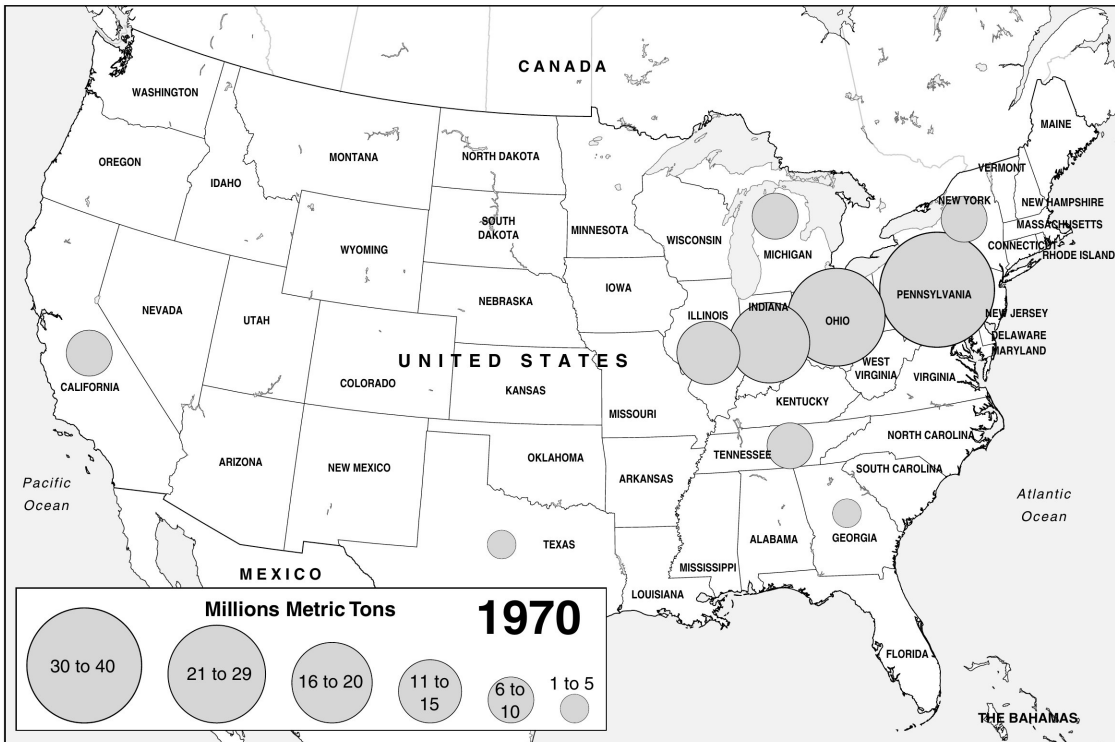 CANADA
WASHINGTON
MAINE
MONTANA
NORTH DAKOTA
OREGON
VERMONT
IDAHO
NEW YORK
NEW HAMPSHIRE
SOUTH
DAKOTA
MINNESOTA
MASSACHUSETTS
WISCONSIN
CONNECTICUT
WYOMING
MICHIGAN
RHODE ISLAND
IOWA
PENNSYLVANIA
NEBRASKA
NEVADA
INDIANA
ILLINOIS
NEW JERSEY
UTAH
OHIO
DELAWARE
MARYLAND
UNITED STATES
WEST
VIRGINIA
VIRGINIA
CALIFORNIA
COLORADO
KANSAS
KENTUCKY
MISSOURI
NORTH CAROLINA
TENNESSEE
OKLAHOMA
ARIZONA
NEW MEXICO
SOUTH CAROLINA
ARKANSAS
Pacific
Ocean
Atlantic
Ocean
GEORGIA
ALABAMA
TEXAS
MISSISSIPPI
MEXICO
LOUISIANA
FLORIDA
THE BAHAMAS
Millions Metric Tons
1970
30 to 40
21 to 29
16 to 20
11 to
15
6 to
10
1 to 5